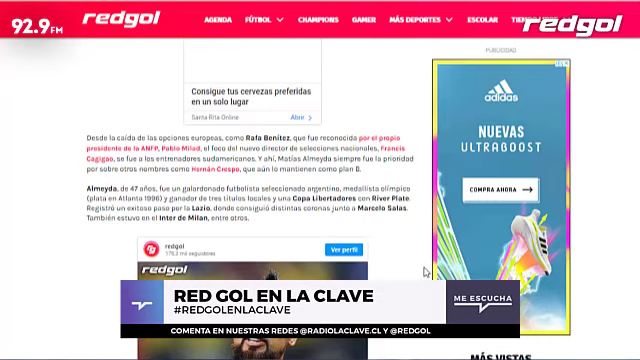 92.9 FM
redgol
AGENDA FÚTBOL CHAMPIONS GAMER MÁS DEPORTES ESCOLAR
redgol
PUBLICIDAD
Consigue tus cervezas preferidas
en un solo lugar
Santa Rita Online Abrir
Desde la caída de las opciones europeas, como Rafa Benítez, que fue reconocida por el propio
presidente de la ANFP, Pablo Milad, el foco del nuevo director de selecciones nacionales, Francis
Cagigao, se fue a los entrenadores sudamericanos. Y ahí, Matías Almeyda siempre fue la prioridad
por sobre otros nombres como Hernán Crespo, que aún lo mantienen como plan B.
Almeyda, de 47 años, fue un galardonado futbolista seleccionado argentino, medallista olímpico
(plata en Atlanta 1996) y ganador de tres títulos locales y una Copa Libertadores con River Plate.
Registró un exitoso paso por la Lazio, donde consiguió distintas coronas junto a Marcelo Salas.
También estuvo en el Inter de Milan, entre otros.
adidas
NUEVAS
ULTRABOOST
COMPRA AHORA
redgol
178.3 mil seguidores
Ver perfil
redgol
RED GOL EN LA CLAVE
#REDGOLENLACLAVE
ME ESCUCHA
COMENTA EN NUESTRAS REDES @RADIOLACLAVE.CL Y @REDGOL
MÁS VISTAS